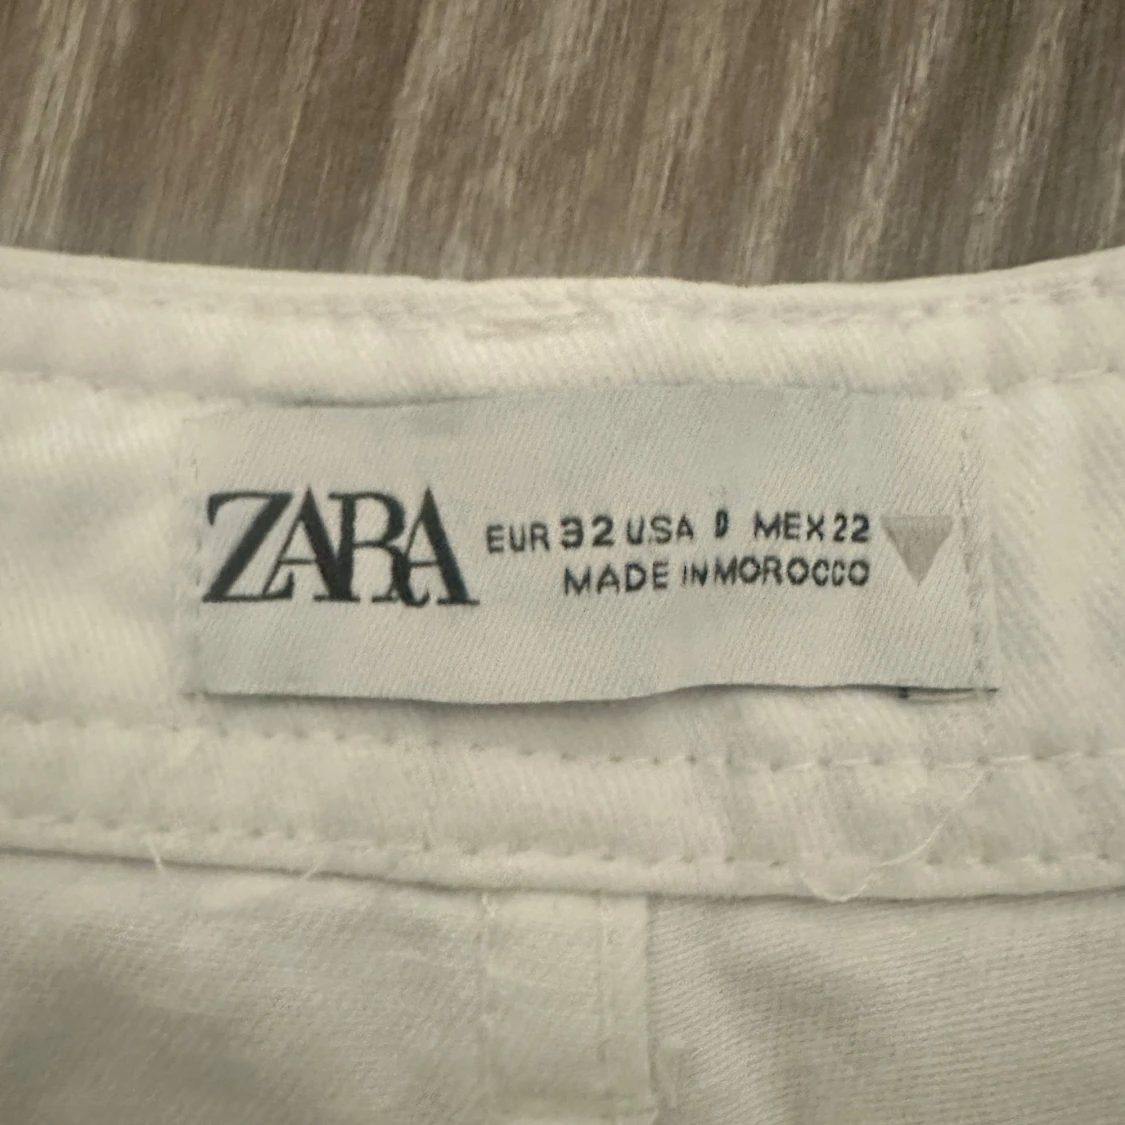 ZARA
EUR 32 USA 0 MEX 22
MADE IN MOROCCO